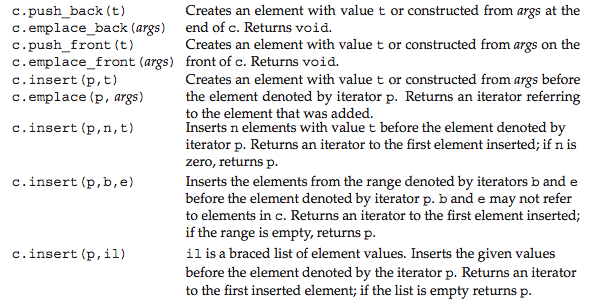 c.push_back(t) Creates an element with value t or constructed from args at the
c.emplace_back(args) end of c. Returns void.
c.push_front(t) Creates an element with value t or constructed from args on the
c.emplace_front(args) front of c. Returns void.
c.insert(p,t) Creates an element with value t or constructed from args before
c.emplace(p, args) the element denoted by iterator p. Returns an iterator referring
to the element that was added.
c.insert(p,n,t) Inserts n elements with value t before the element denoted by
iterator p. Returns an iterator to the first element inserted; if n is
zero, returns p.
c.insert(p,b,e) Inserts the elements from the range denoted by iterators b and e
before the element denoted by iterator p. b and e may not refer
to elements in c. Returns an iterator to the first element inserted;
if the range is empty, returns p.
c.insert(p,il) il is a braced list of element values. Inserts the given values
before the element denoted by the iterator p. Returns an iterator
to the first inserted element; if the list is empty returns p.